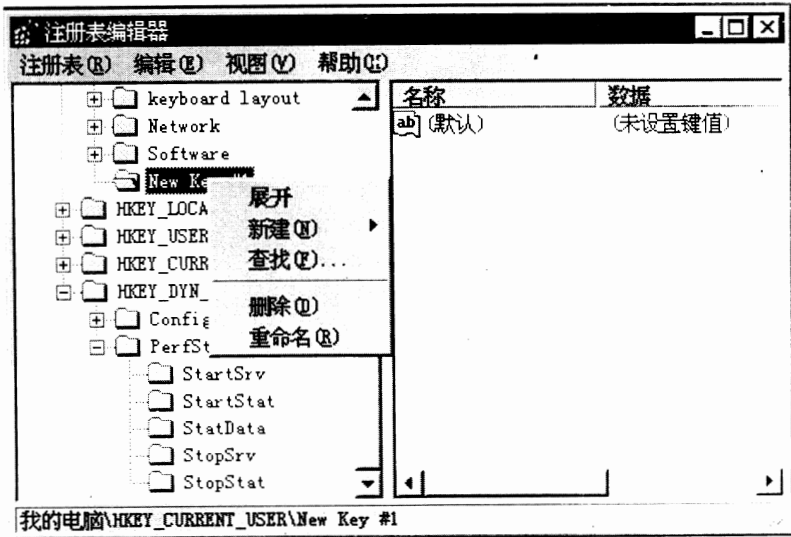 注册表编辑器
注册表(R) 编辑(E) 视图(V) 帮助(H)
keyboard layout
Network
Software
New Ke
HKEY_LOCA
HKEY_USER
HKEY_CURR
HKEY_DYN_
Config
PerfSt
StartSrv
StartStat
StatData
StopSrv
StopStat
展开
新建(N)
查找(F)...
删除(D)
重命名(R)
名称 数据
ab (默认) (未设置键值)
我的电脑\HKEY_CURRENT_USER\New Key #1